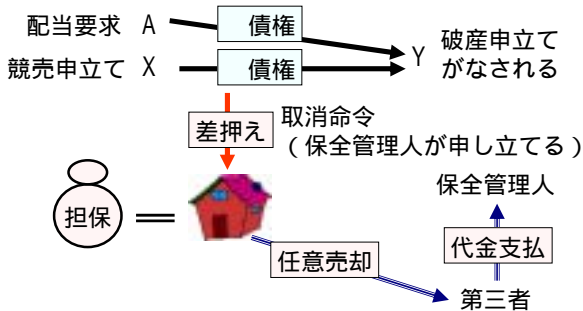 配当要求 A 債権
競売申立て X 債権
Y 破産申立て
がなされる
差押え 取消命令
(保全管理人が申し立てる)
担保
保全管理人
代金支払
任意売却
第三者